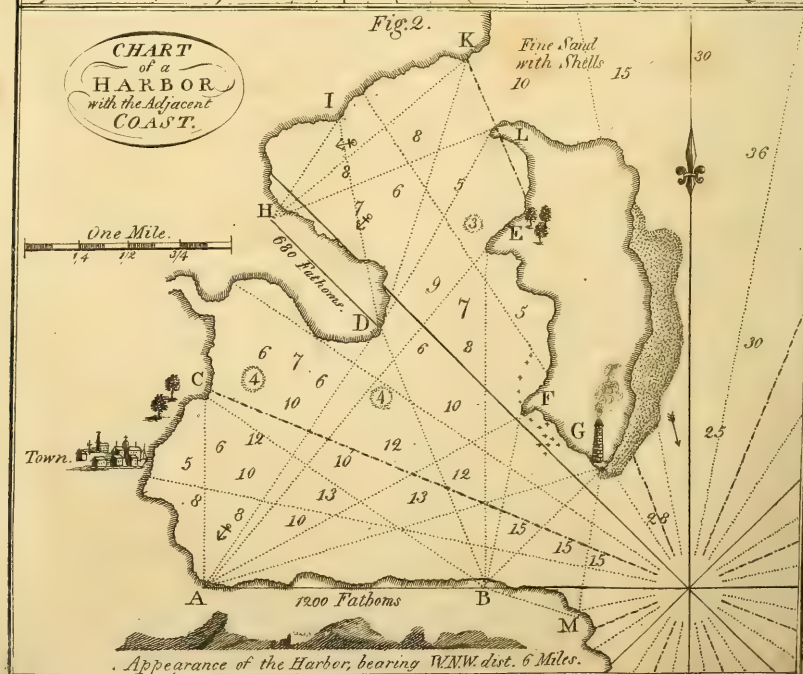 Fig. 2.
CHART
of a
HARBOR
with the Adjacent
COAST.
K
Fine Sand
with Shells
10
15
30
I
8
L
36
8
6
5
H
7
3
E
One Mile.
1/4 1/2 3/4
680 Fathoms.
9
7
5
D
6
8
30
C
6
7
6
4
4
10
10
F
G
25
Town.
5
6
12
10
10
12
12
8
13
13
8
10
15
15
15
28
A
1200 Fathoms
B
M
Appearance of the Harbor, bearing W.N.W. dist. 6 Miles.